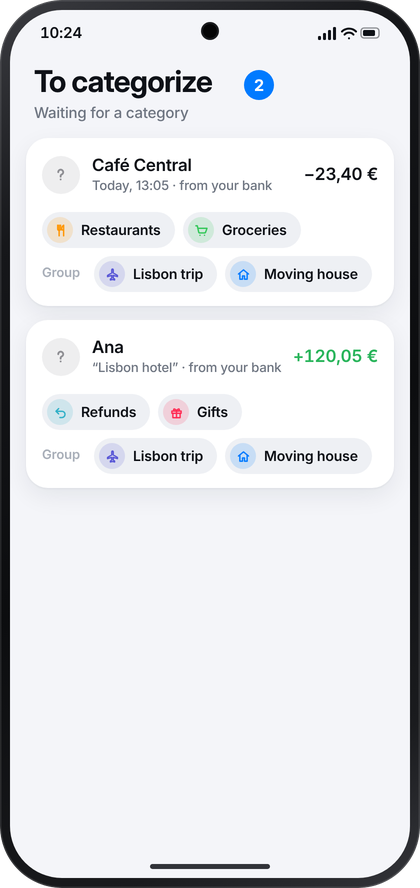 10:24
To categorize 2
Waiting for a category
? Café Central −23,40 €
Today, 13:05 · from your bank
Restaurants Groceries
Group Lisbon trip Moving house
? Ana +120,05 €
“Lisbon hotel” · from your bank
Refunds Gifts
Group Lisbon trip Moving house